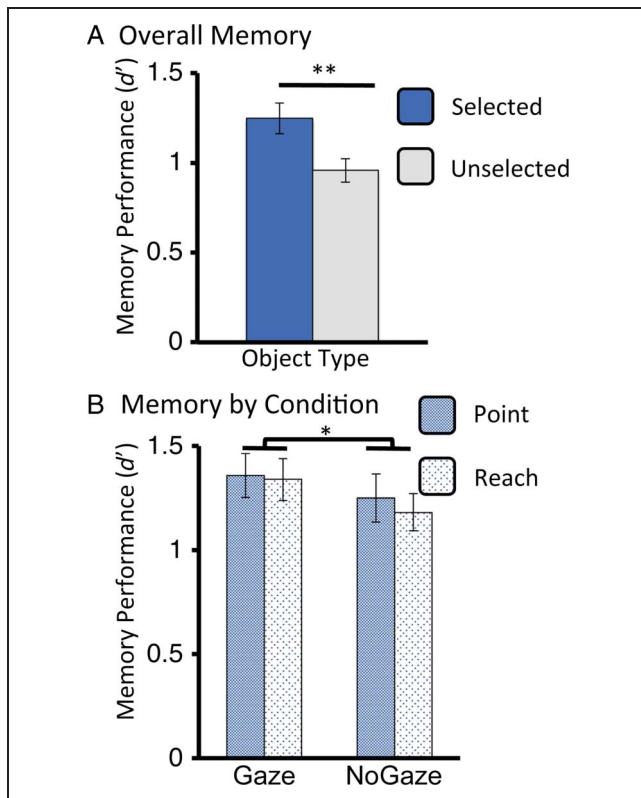 A Overall Memory
Memory Performance (d')
1.5
1
0.5
0
**
Selected
Unselected
Object Type
B Memory by Condition
Memory Performance (d')
1.5
1
0.5
0
*
Point
Reach
Gaze NoGaze